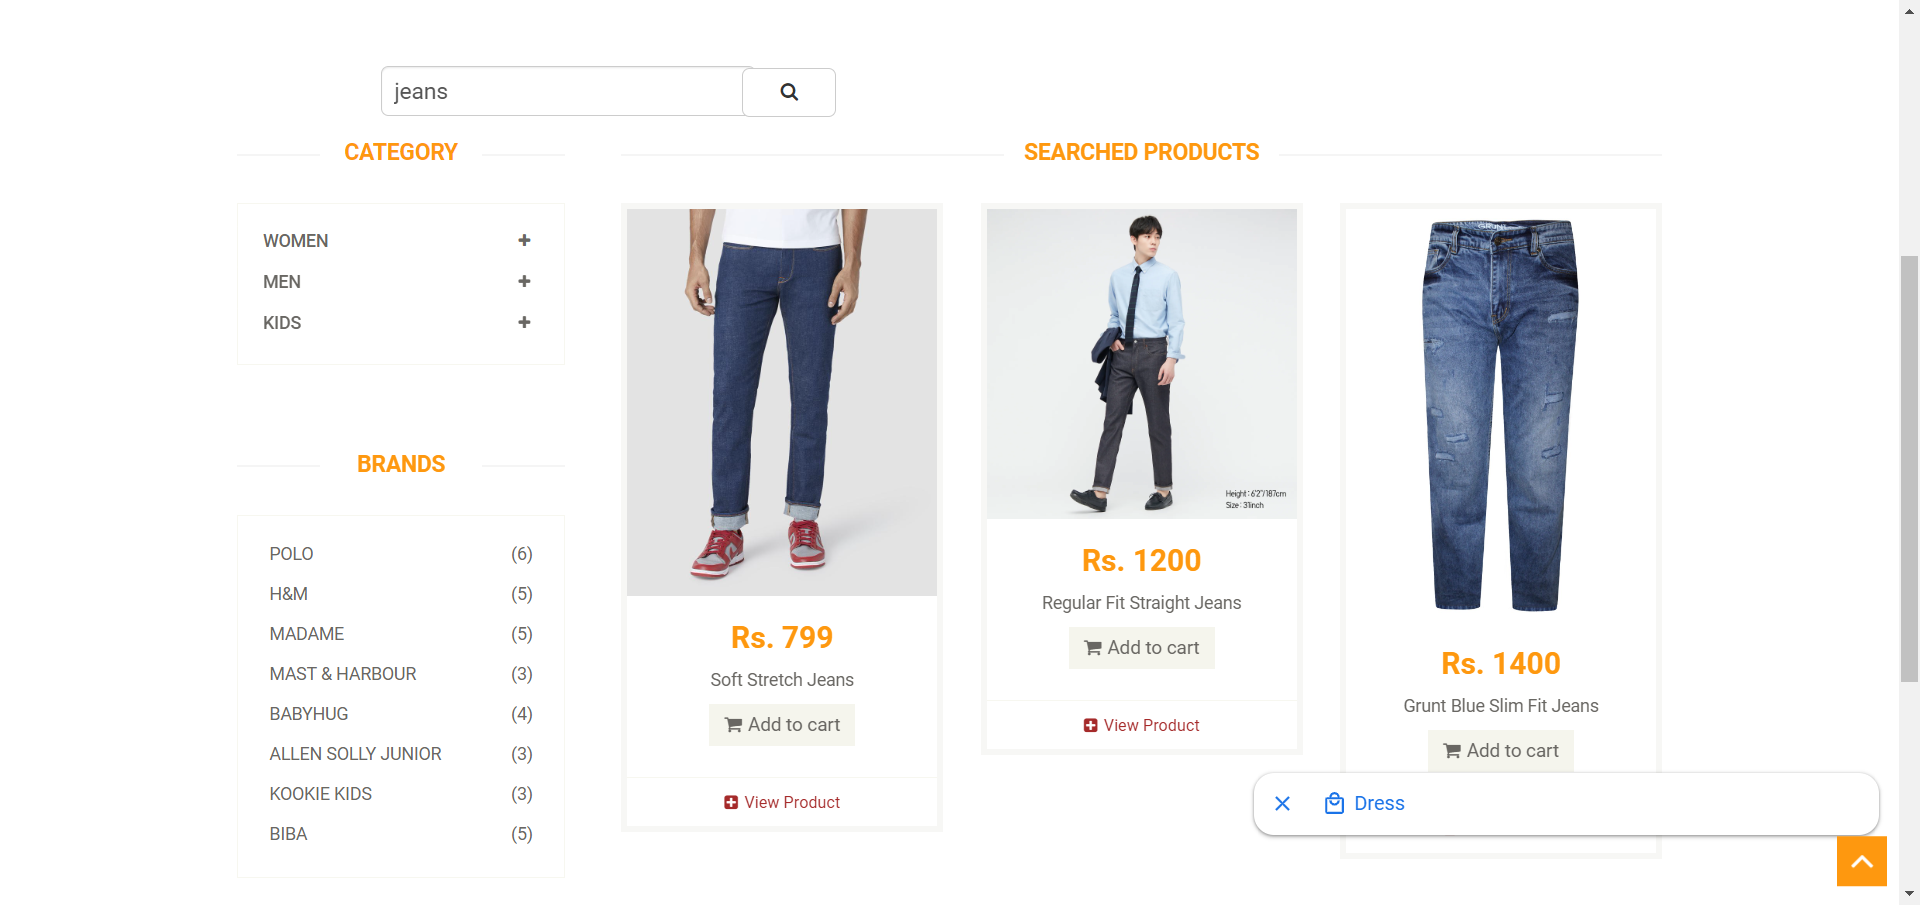 jeans
CATEGORY
WOMEN
MEN
KIDS
BRANDS
POLO (6)
H&M (5)
MADAME (5)
MAST & HARBOUR (3)
BABYHUG (4)
ALLEN SOLLY JUNIOR (3)
KOOKIE KIDS (3)
BIBA (5)
SEARCHED PRODUCTS
Rs. 799
Soft Stretch Jeans
Add to cart
View Product
Height : 6'2"/187cm
Size : 31inch
Rs. 1200
Regular Fit Straight Jeans
Add to cart
View Product
GRUNT
Rs. 1400
Grunt Blue Slim Fit Jeans
Add to cart
Dress